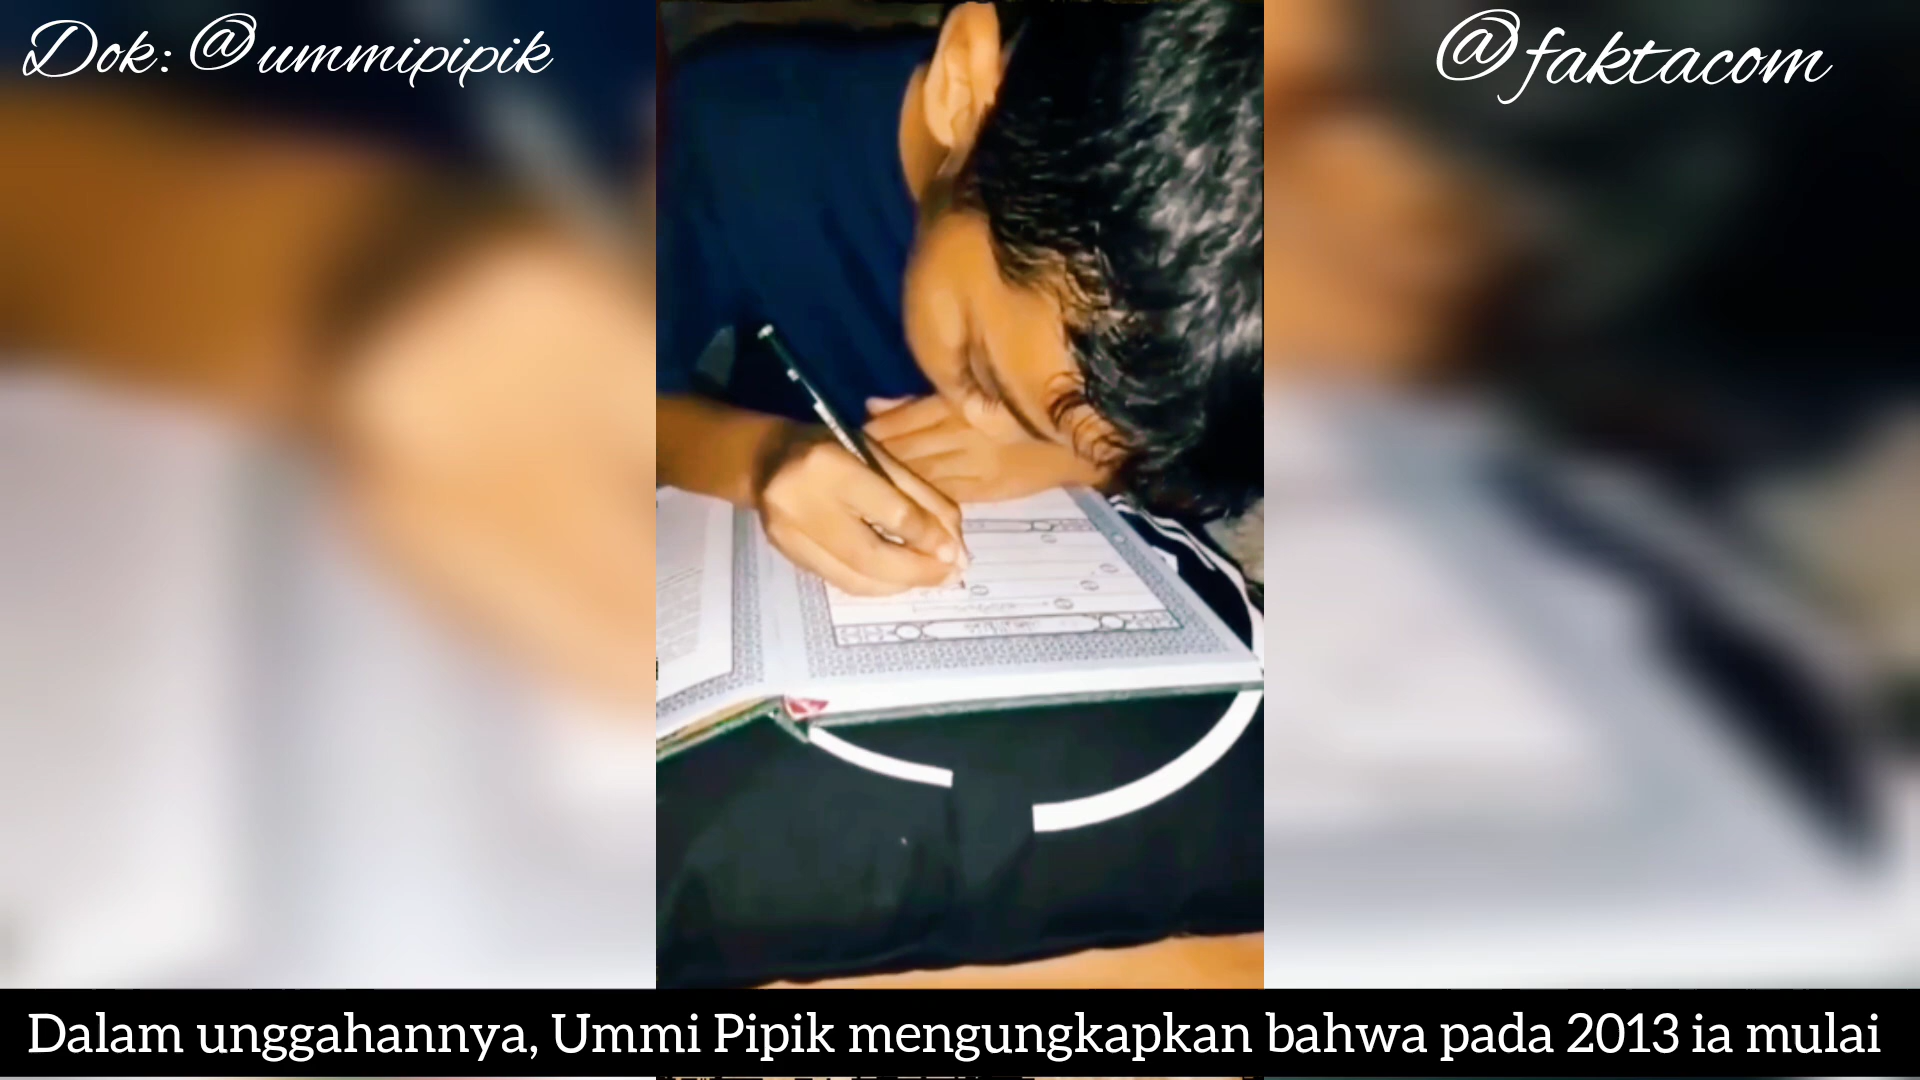 Dok: @ummipipik
@faktacom
Dalam unggahannya, Ummi Pipik mengungkapkan bahwa pada 2013 ia mulai